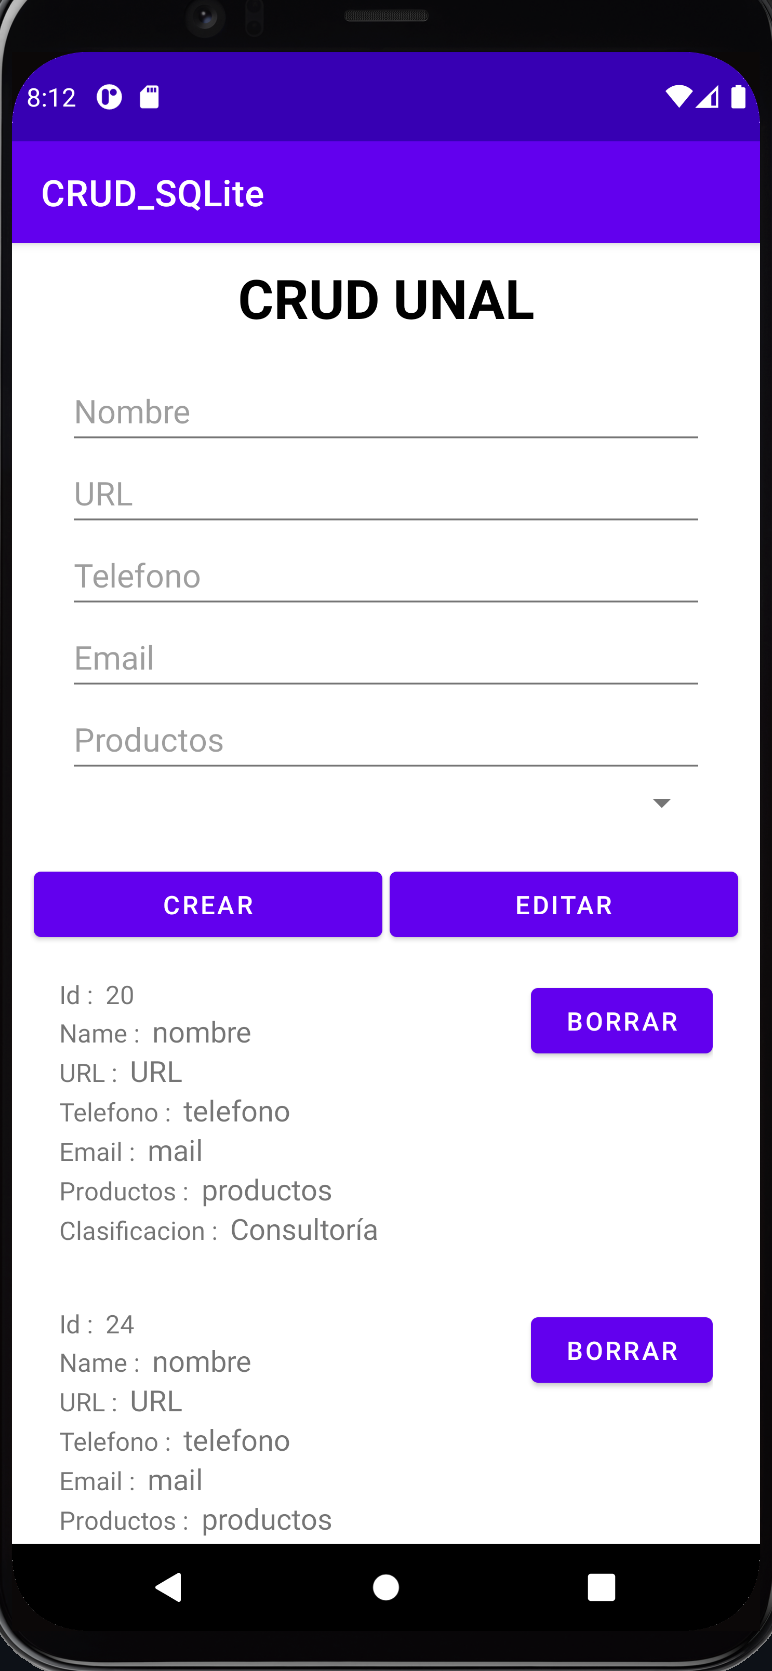 8:12
CRUD_SQLite
CRUD UNAL
Nombre
URL
Telefono
Email
Productos
CREAR EDITAR
Id : 20
BORRAR
Name : nombre
URL : URL
Telefono : telefono
Email : mail
Productos : productos
Clasificacion : Consultoría
Id : 24
BORRAR
Name : nombre
URL : URL
Telefono : telefono
Email : mail
Productos : productos